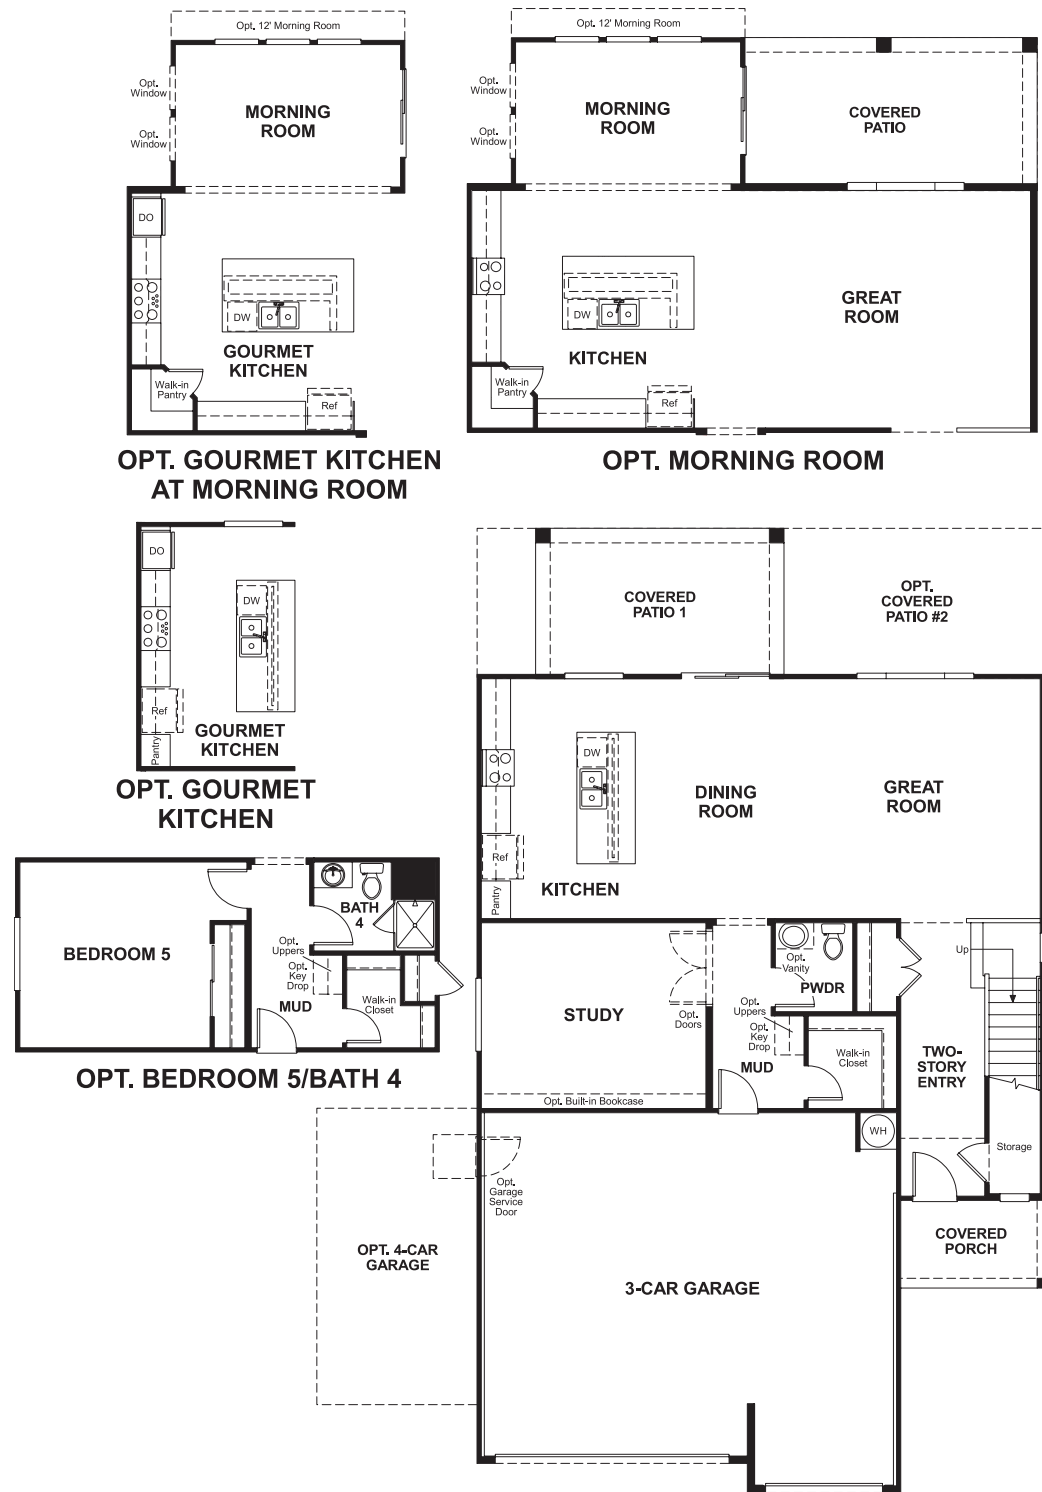 Opt. 12' Morning Room
Opt.
Window
Opt.
Window
MORNING
ROOM
DO
DW
GOURMET
KITCHEN
Walk-in
Pantry
Ref
OPT. GOURMET KITCHEN
AT MORNING ROOM
Opt. 12' Morning Room
Opt.
Window
Opt.
Window
MORNING
ROOM
COVERED
PATIO
DW
GREAT
ROOM
KITCHEN
Walk-in
Pantry
Ref
OPT. MORNING ROOM
DO
DW
Ref
GOURMET
KITCHEN
Pantry
OPT. GOURMET
KITCHEN
BEDROOM 5
BATH
4
Opt.
Uppers
Opt.
Key
Drop
MUD
Walk-in
Closet
OPT. BEDROOM 5/BATH 4
COVERED
PATIO 1
OPT.
COVERED
PATIO #2
DW
DINING
ROOM
GREAT
ROOM
Ref
KITCHEN
Pantry
STUDY
Opt.
Doors
Opt.
Vanity
PWDR
Up
Opt.
Uppers
Opt.
Key
Drop
MUD
Walk-in
Closet
TWO-
STORY
ENTRY
Opt. Built-in Bookcase
WH
Storage
Opt.
Garage
Service
Door
OPT. 4-CAR
GARAGE
COVERED
PORCH
3-CAR GARAGE